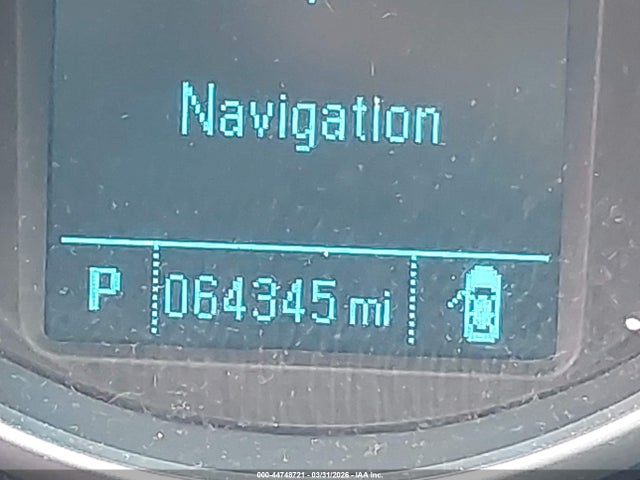 Navigation
P 064345 mi
000-44748721 - 03/31/2026 - IAA Inc.